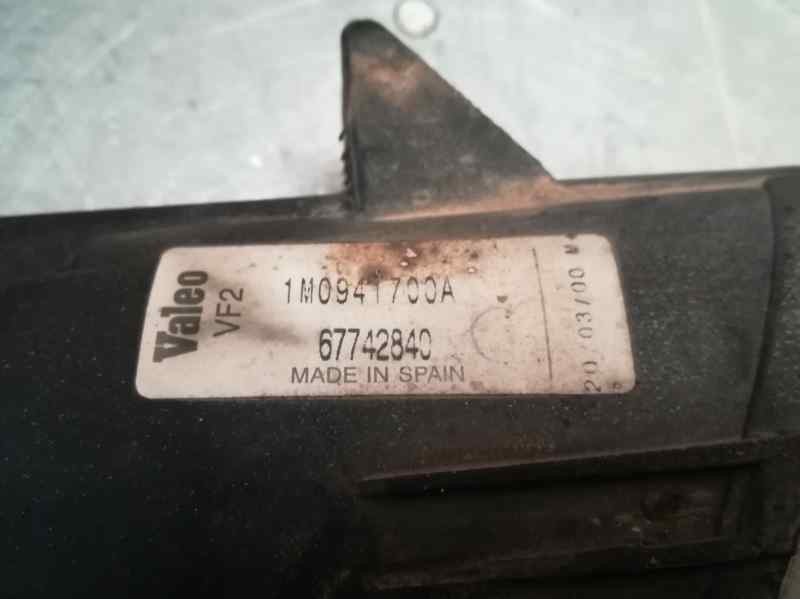 Valeo
VF2
1M0941700A
67742840
MADE IN SPAIN
20/03/00